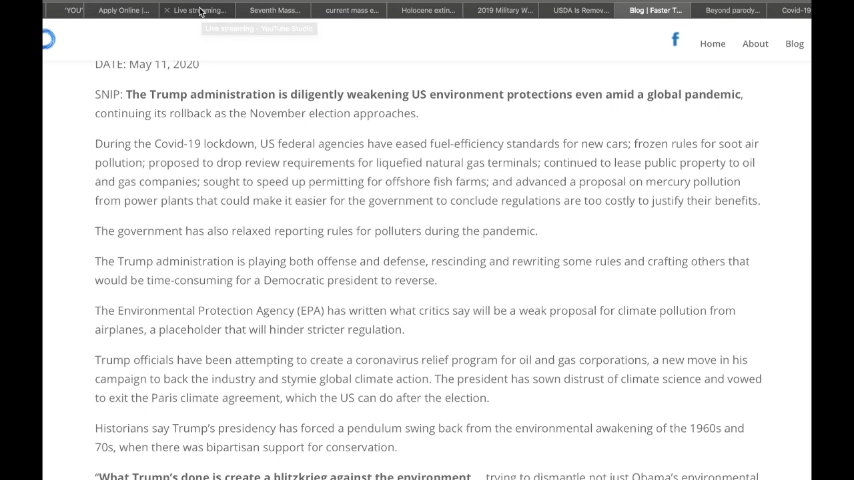 'YOU' Apply Online |... × Live streaming... Seventh Mass... current mass e... Holocene extin... 2019 Military W... USDA Is Remov... Blog | Faster T... Beyond parody... Covid-19
Live streaming - YouTube Studio
Home About Blog
DATE: May 11, 2020
SNIP: The Trump administration is diligently weakening US environment protections even amid a global pandemic,
continuing its rollback as the November election approaches.
During the Covid-19 lockdown, US federal agencies have eased fuel-efficiency standards for new cars; frozen rules for soot air
pollution; proposed to drop review requirements for liquefied natural gas terminals; continued to lease public property to oil
and gas companies; sought to speed up permitting for offshore fish farms; and advanced a proposal on mercury pollution
from power plants that could make it easier for the government to conclude regulations are too costly to justify their benefits.
The government has also relaxed reporting rules for polluters during the pandemic.
The Trump administration is playing both offense and defense, rescinding and rewriting some rules and crafting others that
would be time-consuming for a Democratic president to reverse.
The Environmental Protection Agency (EPA) has written what critics say will be a weak proposal for climate pollution from
airplanes, a placeholder that will hinder stricter regulation.
Trump officials have been attempting to create a coronavirus relief program for oil and gas corporations, a new move in his
campaign to back the industry and stymie global climate action. The president has sown distrust of climate science and vowed
to exit the Paris climate agreement, which the US can do after the election.
Historians say Trump's presidency has forced a pendulum swing back from the environmental awakening of the 1960s and
70s, when there was bipartisan support for conservation.
"What Trump's done is create a blitzkrieg against the environment... trying to dismantle not just Obama's environmental